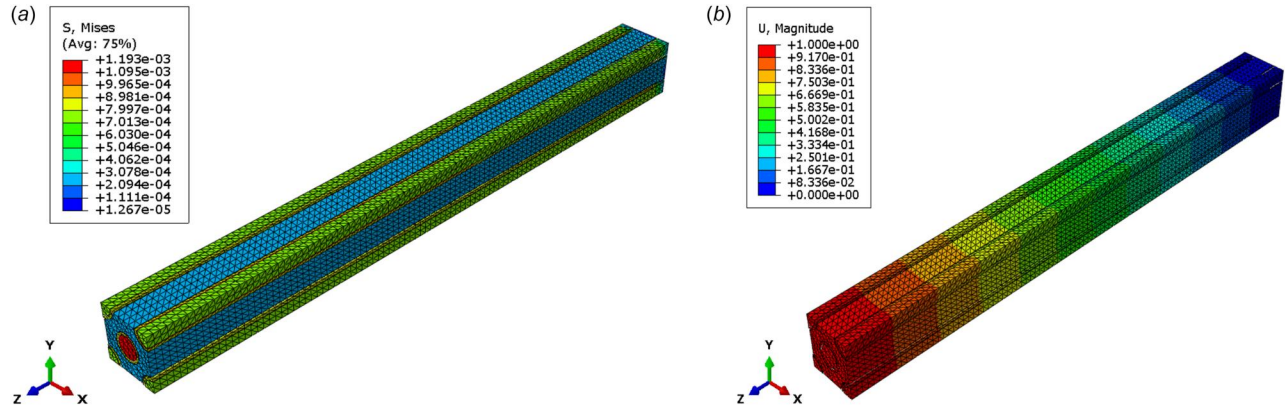 (a)
S, Mises
(Avg: 75%)
+1.193e-03
+1.095e-03
+9.965e-04
+8.981e-04
+7.997e-04
+7.013e-04
+6.030e-04
+5.046e-04
+4.062e-04
+3.078e-04
+2.094e-04
+1.111e-04
+1.267e-05
Y
Z
X
(b)
U, Magnitude
+1.000e+00
+9.170e-01
+8.336e-01
+7.503e-01
+6.669e-01
+5.835e-01
+5.002e-01
+4.168e-01
+3.334e-01
+2.501e-01
+1.667e-01
+8.336e-02
+0.000e+00
Y
Z
X